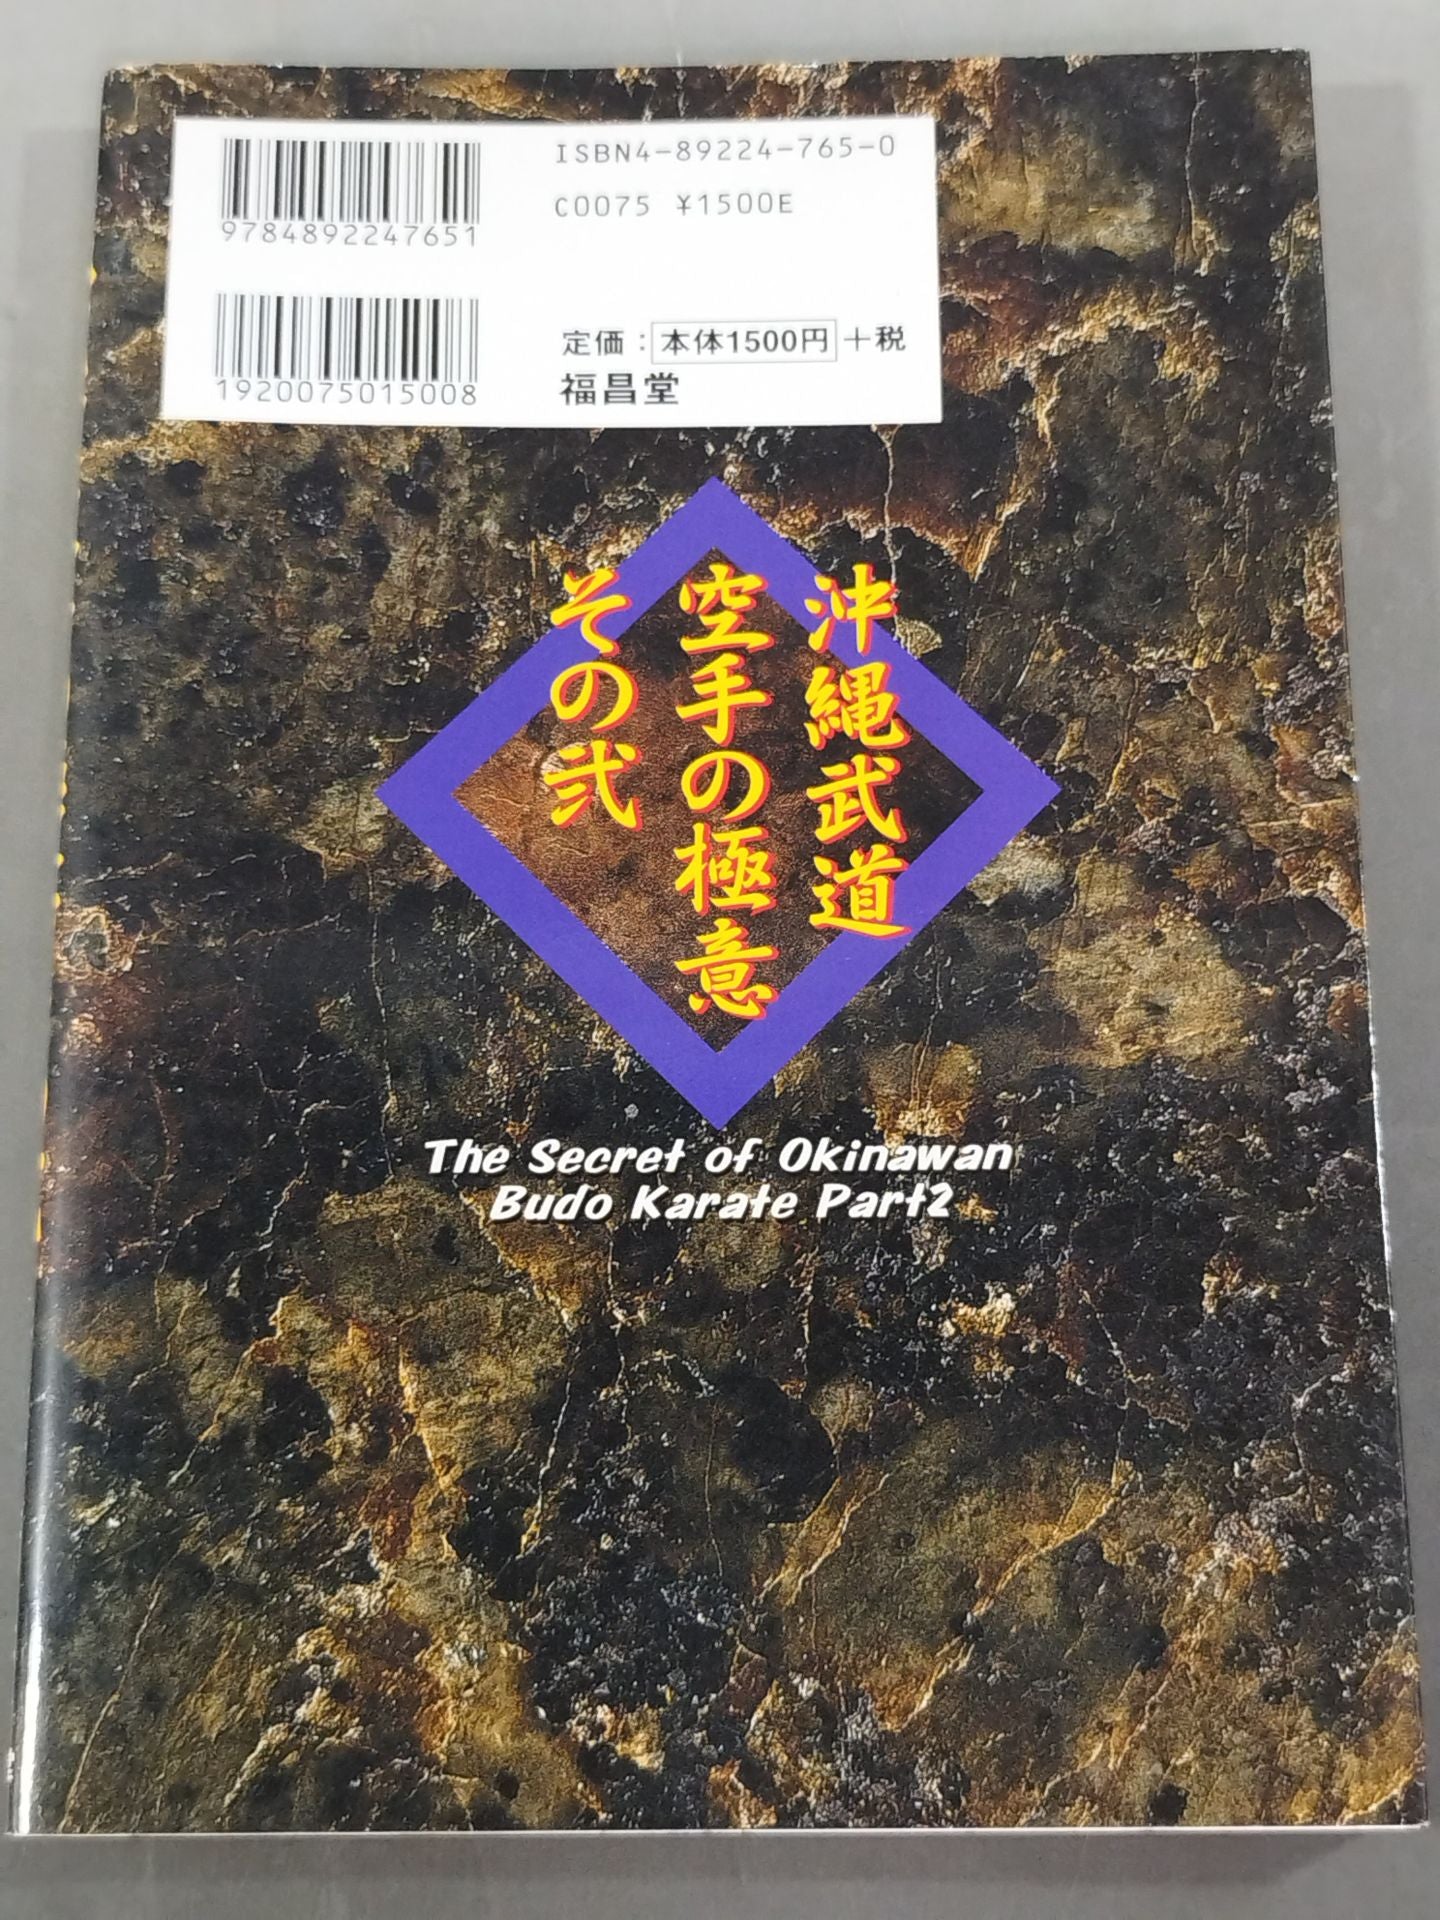 ISBN4-89224-765-0
C0075 ¥1500E
9784892247651
1920075015008
定価：本体1500円＋税
福昌堂
沖縄武道
空手の極意
その弐
The Secret of Okinawan
Budo Karate Part2